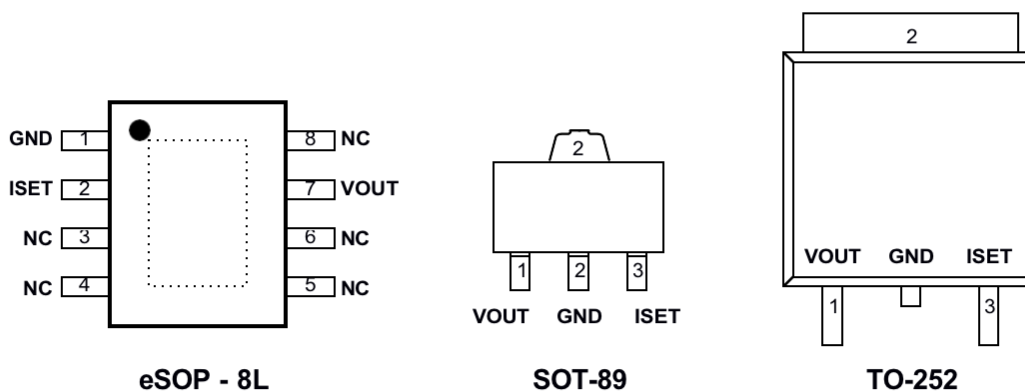 2
GND 1 8 NC
ISET 2 7 VOUT
NC 3 6 NC
NC 4 5 NC
eSOP - 8L
2
1 2 3
VOUT GND ISET
SOT-89
VOUT GND ISET
1 3
TO-252